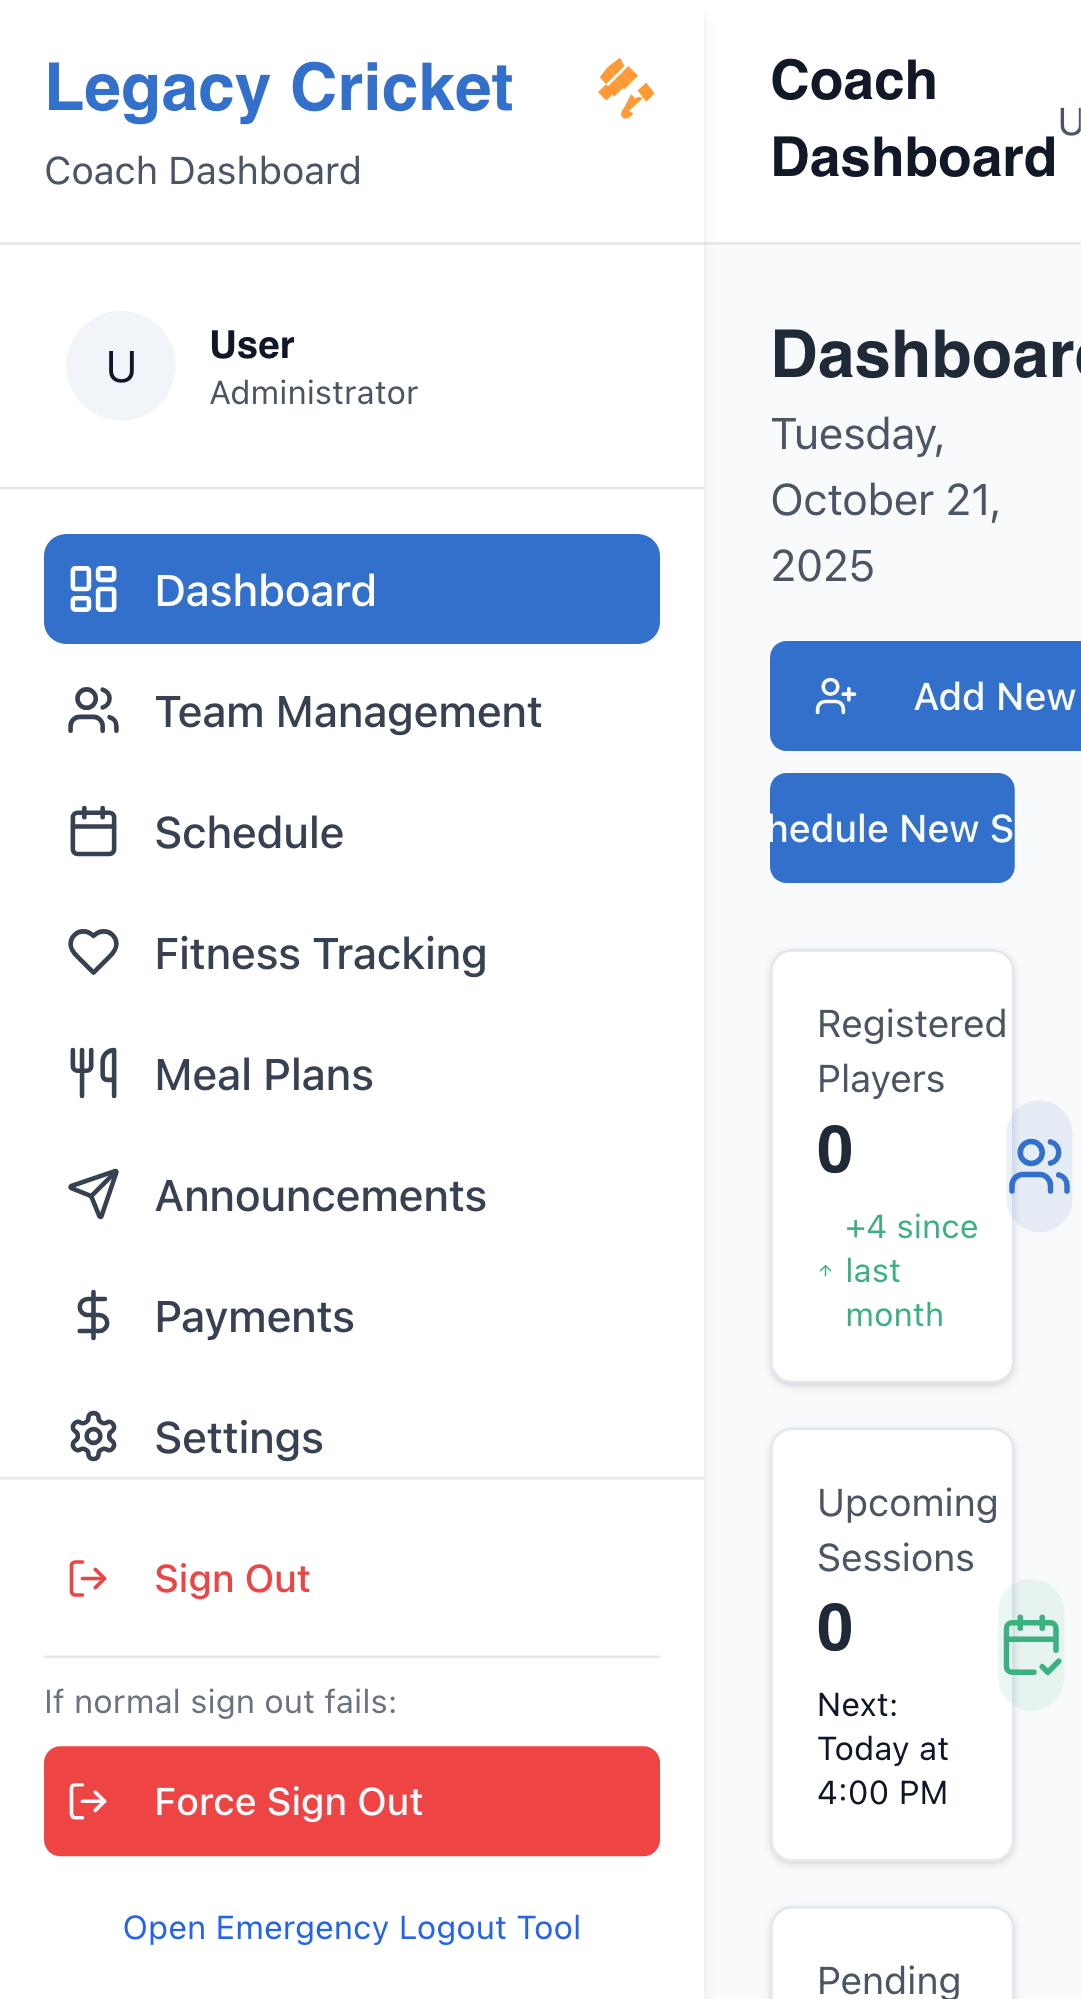 Legacy Cricket
Coach Dashboard
U
User
Administrator
Dashboard
Team Management
Schedule
Fitness Tracking
Meal Plans
Announcements
Payments
Settings
Sign Out
If normal sign out fails:
Force Sign Out
Open Emergency Logout Tool
Coach
Dashboard
U
Dashboard
Tuesday,
October 21,
2025
Add New
hedule New S
Registered
Players
0
+4 since
last
month
Upcoming
Sessions
0
Next:
Today at
4:00 PM
Pending